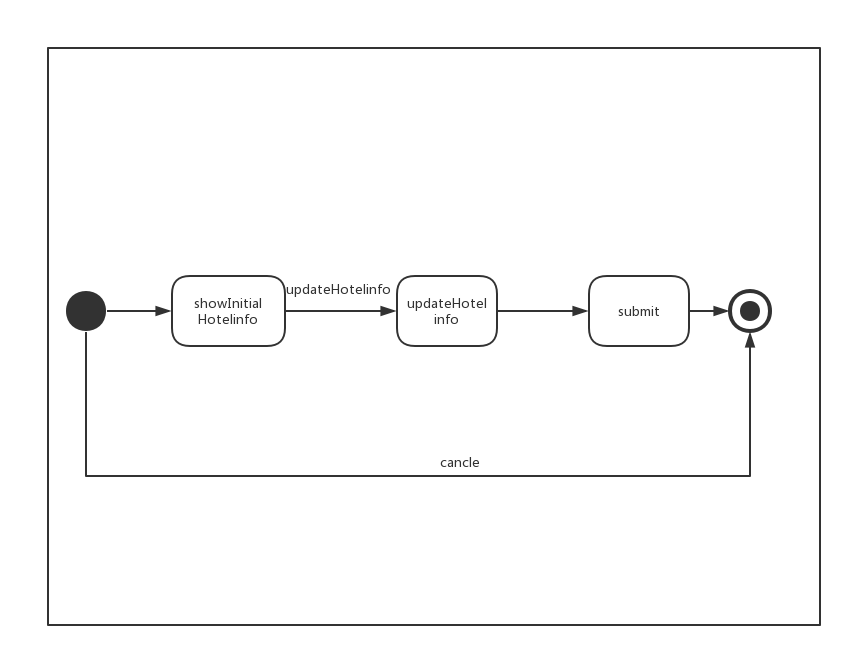 showInitial
Hotelinfo
updateHotelinfo
updateHotel
info
submit
cancle